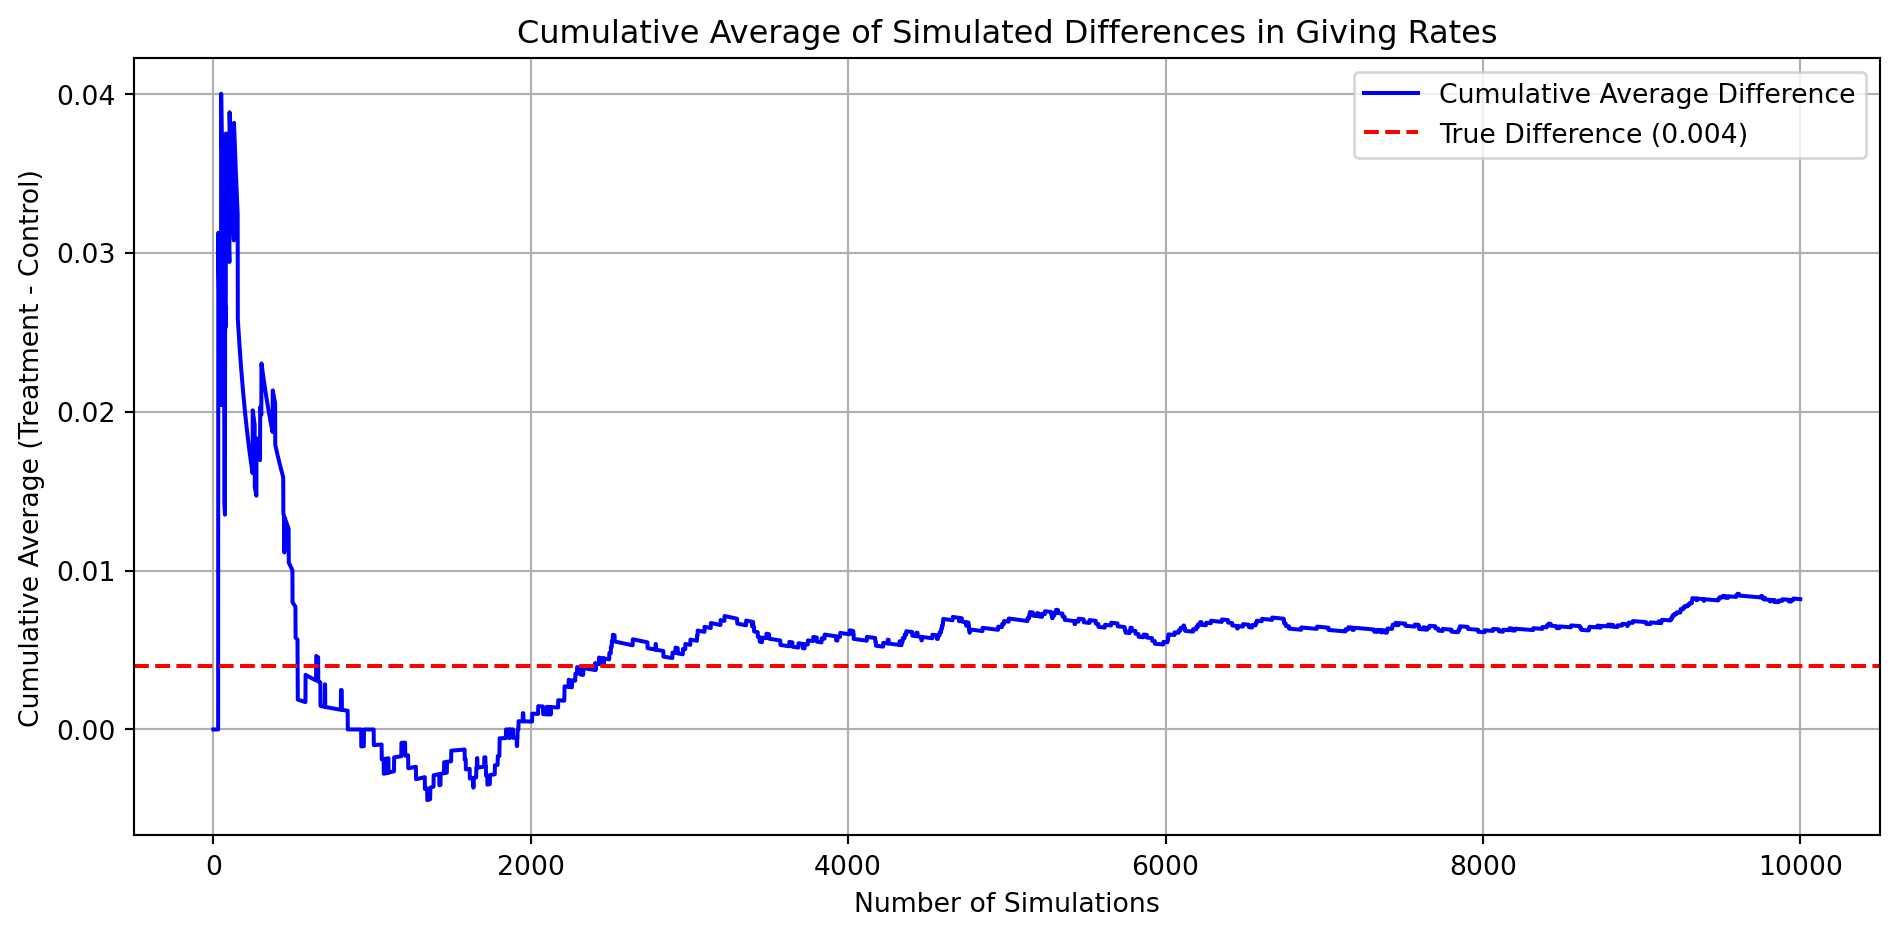 Cumulative Average of Simulated Differences in Giving Rates
Cumulative Average Difference
True Difference (0.004)
Cumulative Average (Treatment - Control)
0.04
0.03
0.02
0.01
0.00
0 2000 4000 6000 8000 10000
Number of Simulations